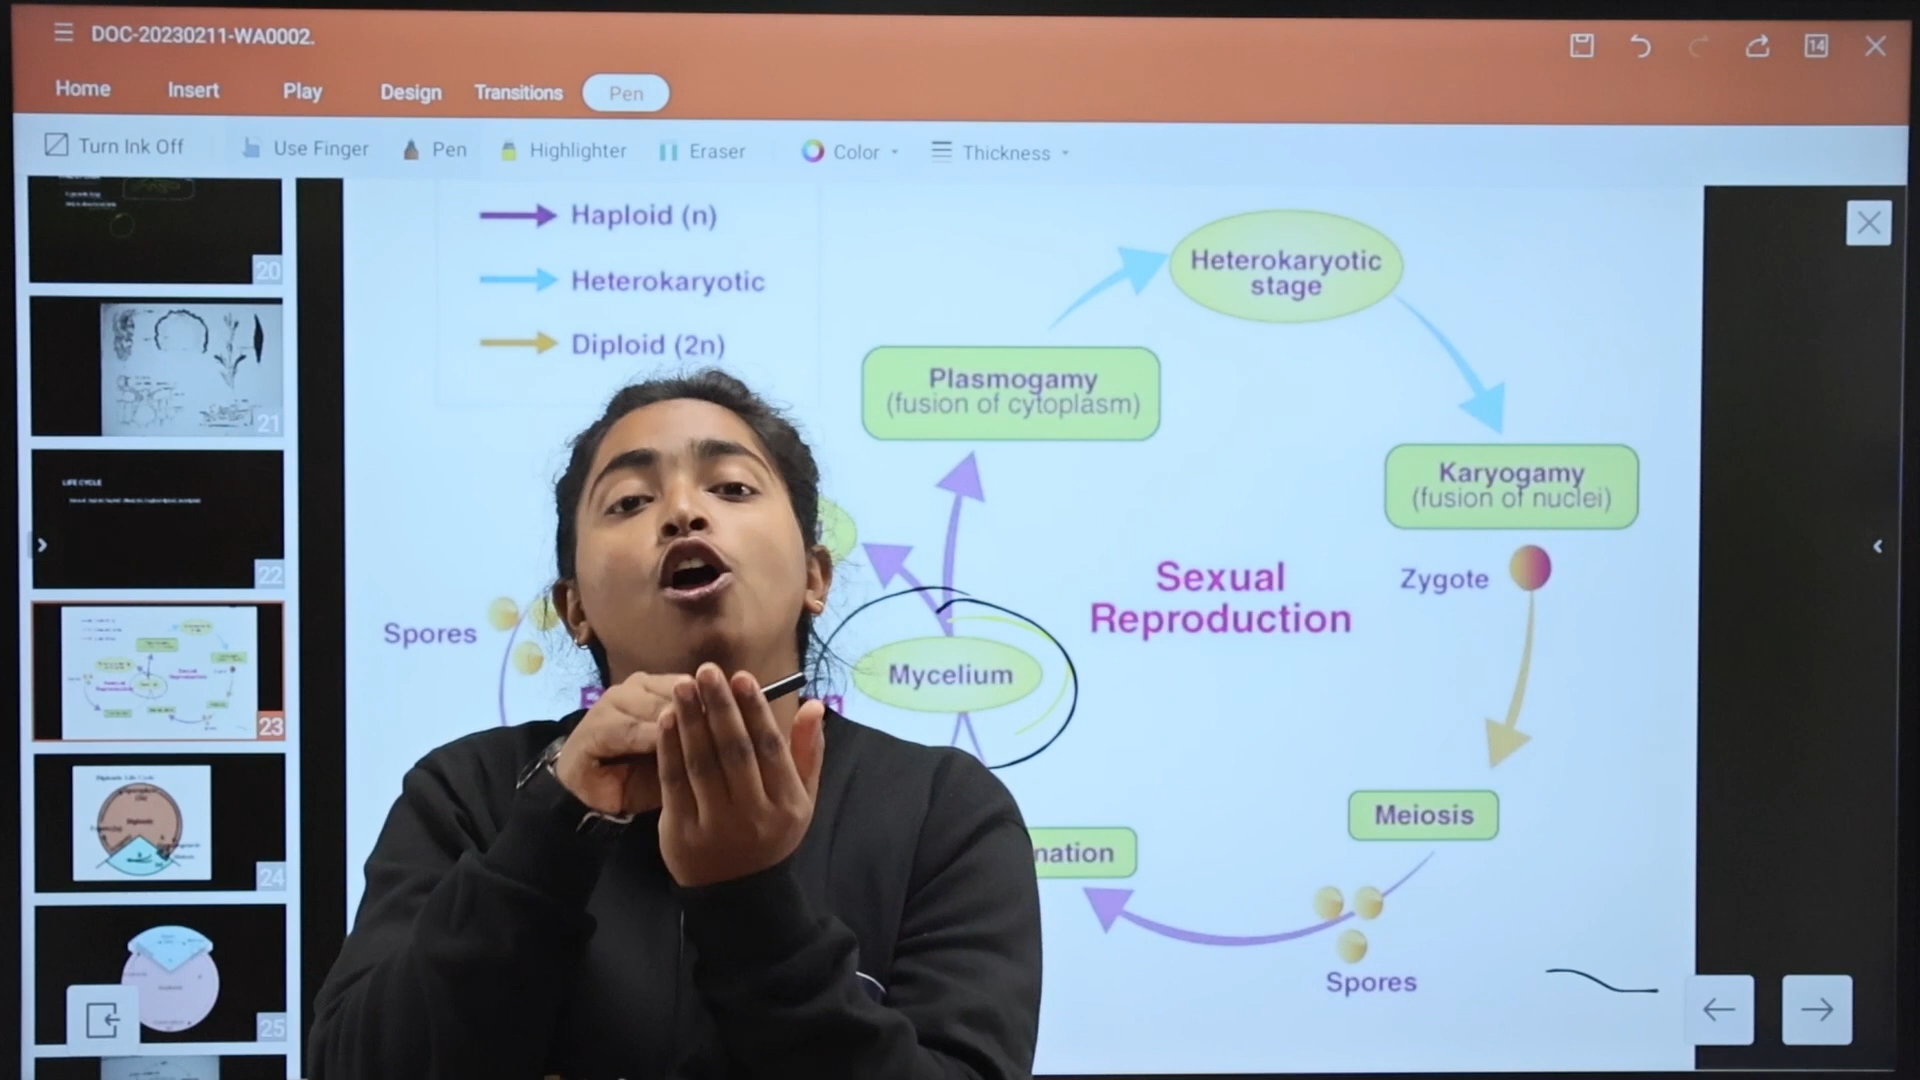 DOC-20230211-WA0002.
14
Home Insert Play Design Transitions Pen
Turn Ink Off Use Finger Pen Highlighter Eraser Color Thickness
20
21
LIFE CYCLE
22
23
24
25
Haploid (n)
Heterokaryotic
Diploid (2n)
Heterokaryotic
stage
Plasmogamy
(fusion of cytoplasm)
Karyogamy
(fusion of nuclei)
Zygote
Sexual
Reproduction
Spores
Mycelium
Meiosis
nation
Spores